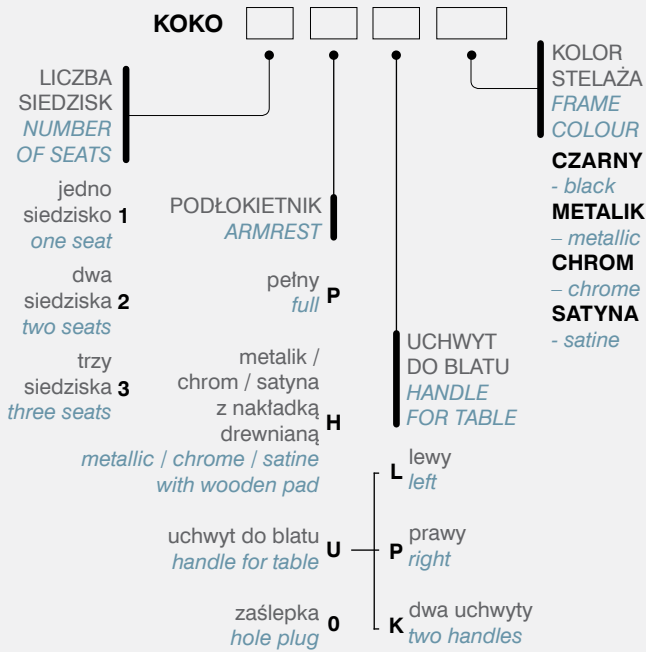 KOKO
LICZBA
SIEDZISK
NUMBER
OF SEATS
jedno
siedzisko 1
one seat
dwa
siedziska 2
two seats
trzy
siedziska 3
three seats
PODŁOKIETNIK
ARMREST
pełny P
full
metalik /
chrom / satyna
z nakładką H
drewnianą
metallic / chrome / satine
with wooden pad
uchwyt do blatu U
handle for table
zaślepka 0
hole plug
UCHWYT
DO BLATU
HANDLE
FOR TABLE
L lewy
left
P prawy
right
K dwa uchwyty
two handles
KOLOR
STELAŻA
FRAME
COLOUR
CZARNY
- black
METALIK
– metallic
CHROM
– chrome
SATYNA
- satine